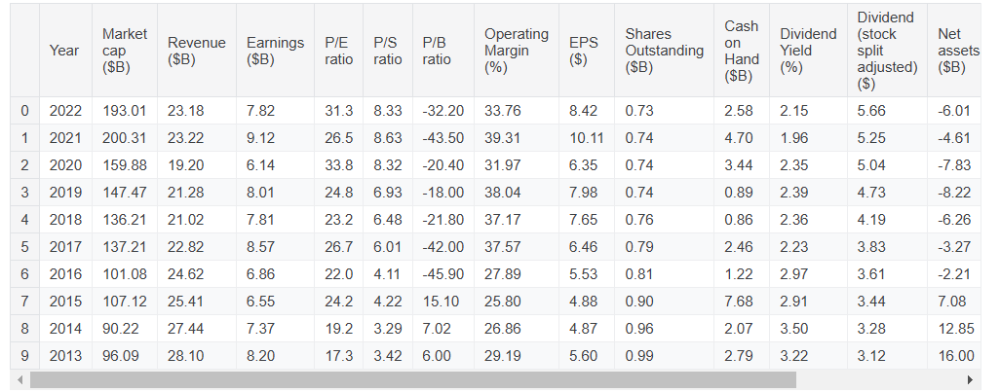 Year Market cap ($B) Revenue ($B) Earnings ($B) P/E ratio P/S ratio P/B ratio Operating Margin (%) EPS ($) Shares Outstanding ($B) Cash on Hand ($B) Dividend Yield (%) Dividend (stock split adjusted) ($) Net assets ($B)
0 2022 193.01 23.18 7.82 31.3 8.33 -32.20 33.76 8.42 0.73 2.58 2.15 5.66 -6.01
1 2021 200.31 23.22 9.12 26.5 8.63 -43.50 39.31 10.11 0.74 4.70 1.96 5.25 -4.61
2 2020 159.88 19.20 6.14 33.8 8.32 -20.40 31.97 6.35 0.74 3.44 2.35 5.04 -7.83
3 2019 147.47 21.28 8.01 24.8 6.93 -18.00 38.04 7.98 0.74 0.89 2.39 4.73 -8.22
4 2018 136.21 21.02 7.81 23.2 6.48 -21.80 37.17 7.65 0.76 0.86 2.36 4.19 -6.26
5 2017 137.21 22.82 8.57 26.7 6.01 -42.00 37.57 6.46 0.79 2.46 2.23 3.83 -3.27
6 2016 101.08 24.62 6.86 22.0 4.11 -45.90 27.89 5.53 0.81 1.22 2.97 3.61 -2.21
7 2015 107.12 25.41 6.55 24.2 4.22 15.10 25.80 4.88 0.90 7.68 2.91 3.44 7.08
8 2014 90.22 27.44 7.37 19.2 3.29 7.02 26.86 4.87 0.96 2.07 3.50 3.28 12.85
9 2013 96.09 28.10 8.20 17.3 3.42 6.00 29.19 5.60 0.99 2.79 3.22 3.12 16.00